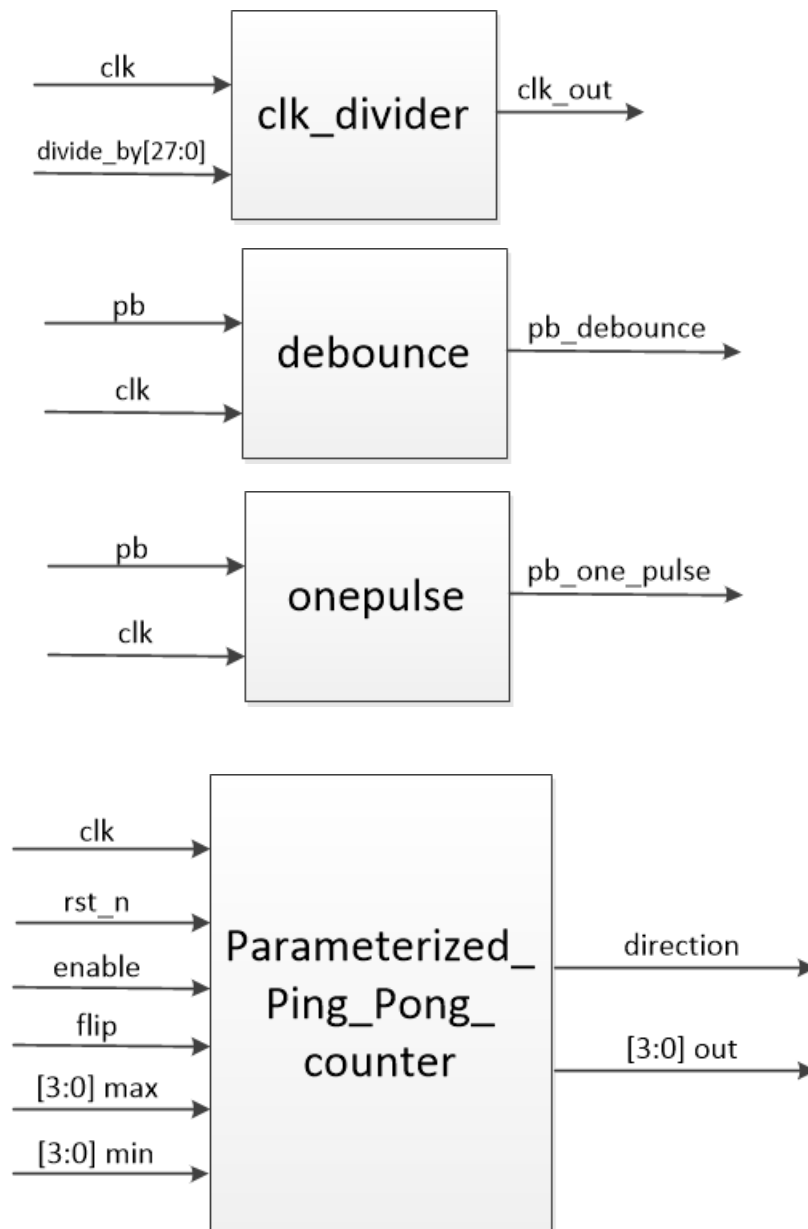 clk
clk_out
clk_divider
divide_by[27:0]
pb
pb_debounce
debounce
clk
pb
pb_one_pulse
onepulse
clk
clk
rst_n
Parameterized_
direction
enable
Ping_Pong_
flip
[3:0] out
counter
[3:0] max
[3:0] min